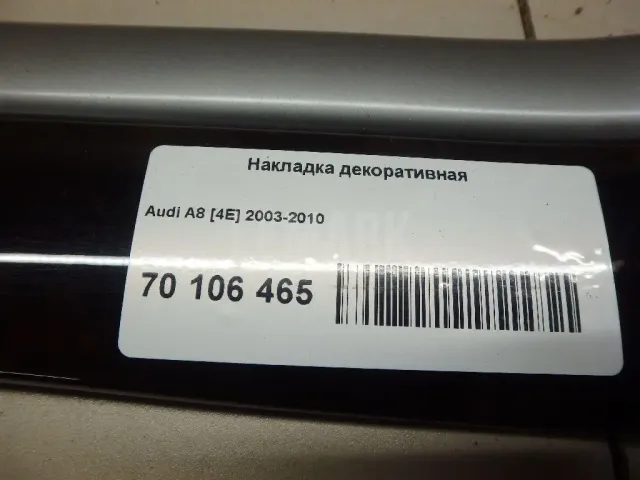 Накладка декоративная
Audi A8 [4E] 2003-2010
70 106 465